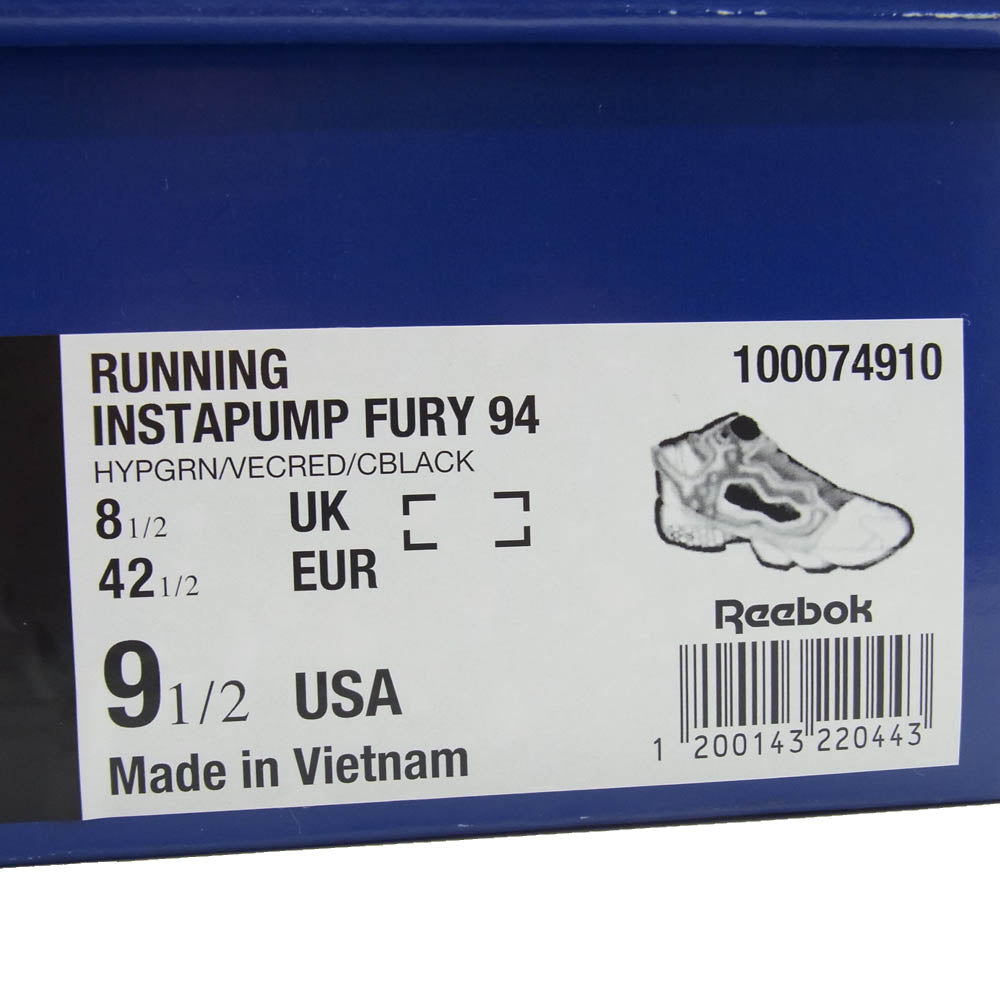 RUNNING
100074910
INSTAPUMP FURY 94
HYPGRN/VECRED/CBLACK
8 1/2 UK
42 1/2 EUR
Reebok
9 1/2 USA
Made in Vietnam
1 200143 220443